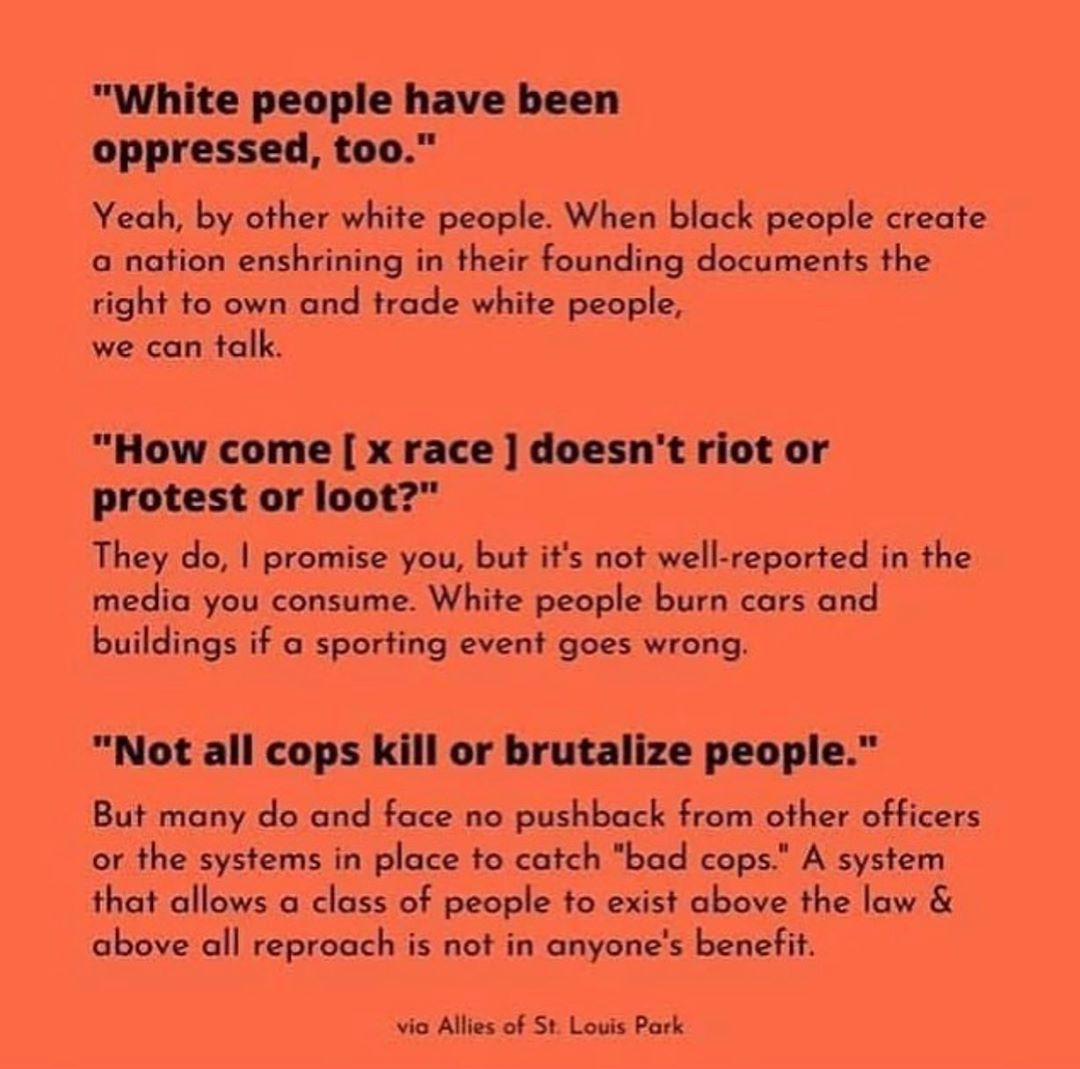 "White people have been
oppressed, too."
Yeah, by other white people. When black people create
a nation enshrining in their founding documents the
right to own and trade white people,
we can talk.
"How come [ x race ] doesn't riot or
protest or loot?"
They do, I promise you, but it's not well-reported in the
media you consume. White people burn cars and
buildings if a sporting event goes wrong.
"Not all cops kill or brutalize people."
But many do and face no pushback from other officers
or the systems in place to catch "bad cops." A system
that allows a class of people to exist above the law &
above all reproach is not in anyone's benefit.
via Allies of St. Louis Park